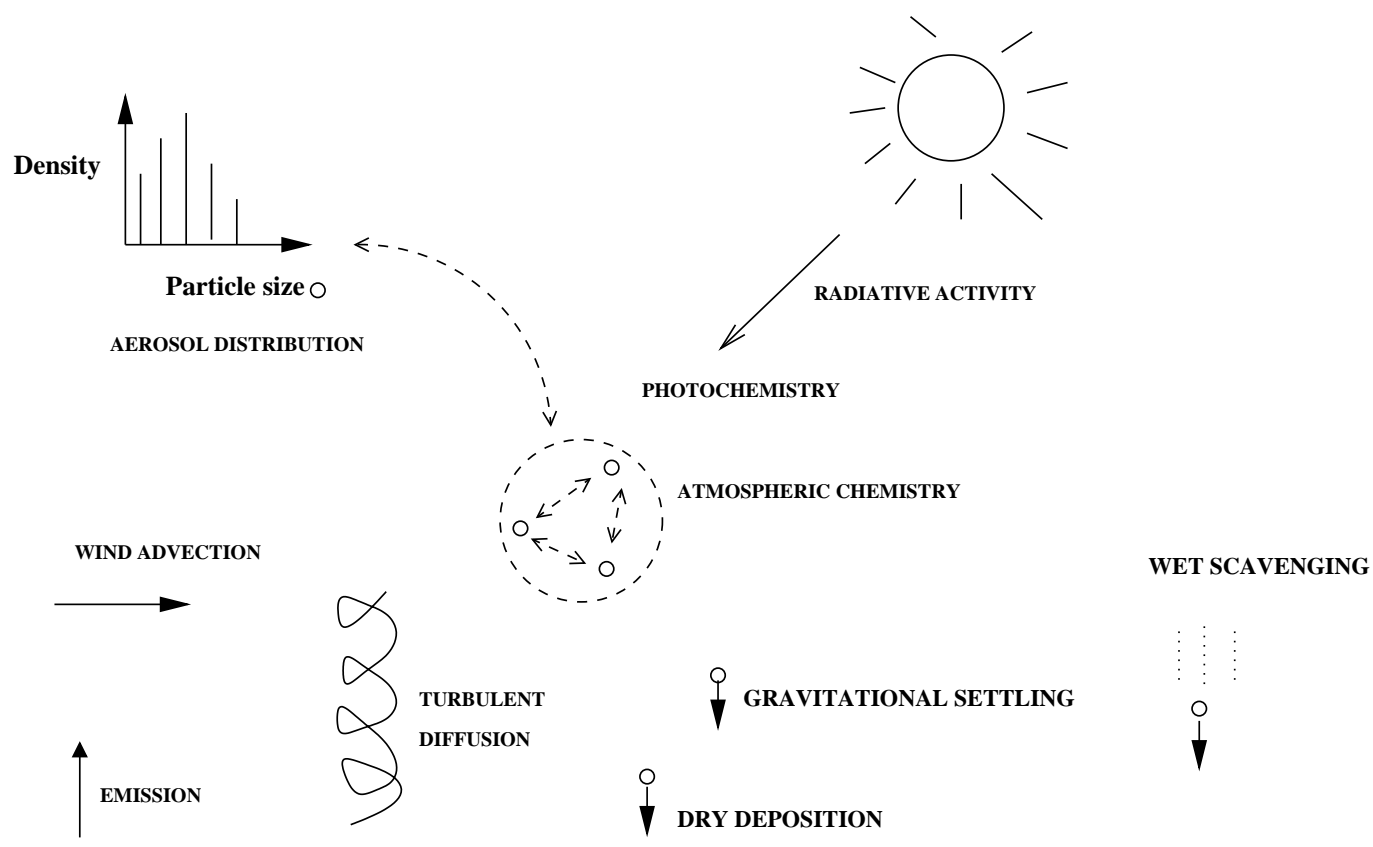 Density
Particle size
AEROSOL DISTRIBUTION
RADIATIVE ACTIVITY
PHOTOCHEMISTRY
ATMOSPHERIC CHEMISTRY
WIND ADVECTION
WET SCAVENGING
TURBULENT
DIFFUSION
GRAVITATIONAL SETTLING
EMISSION
DRY DEPOSITION